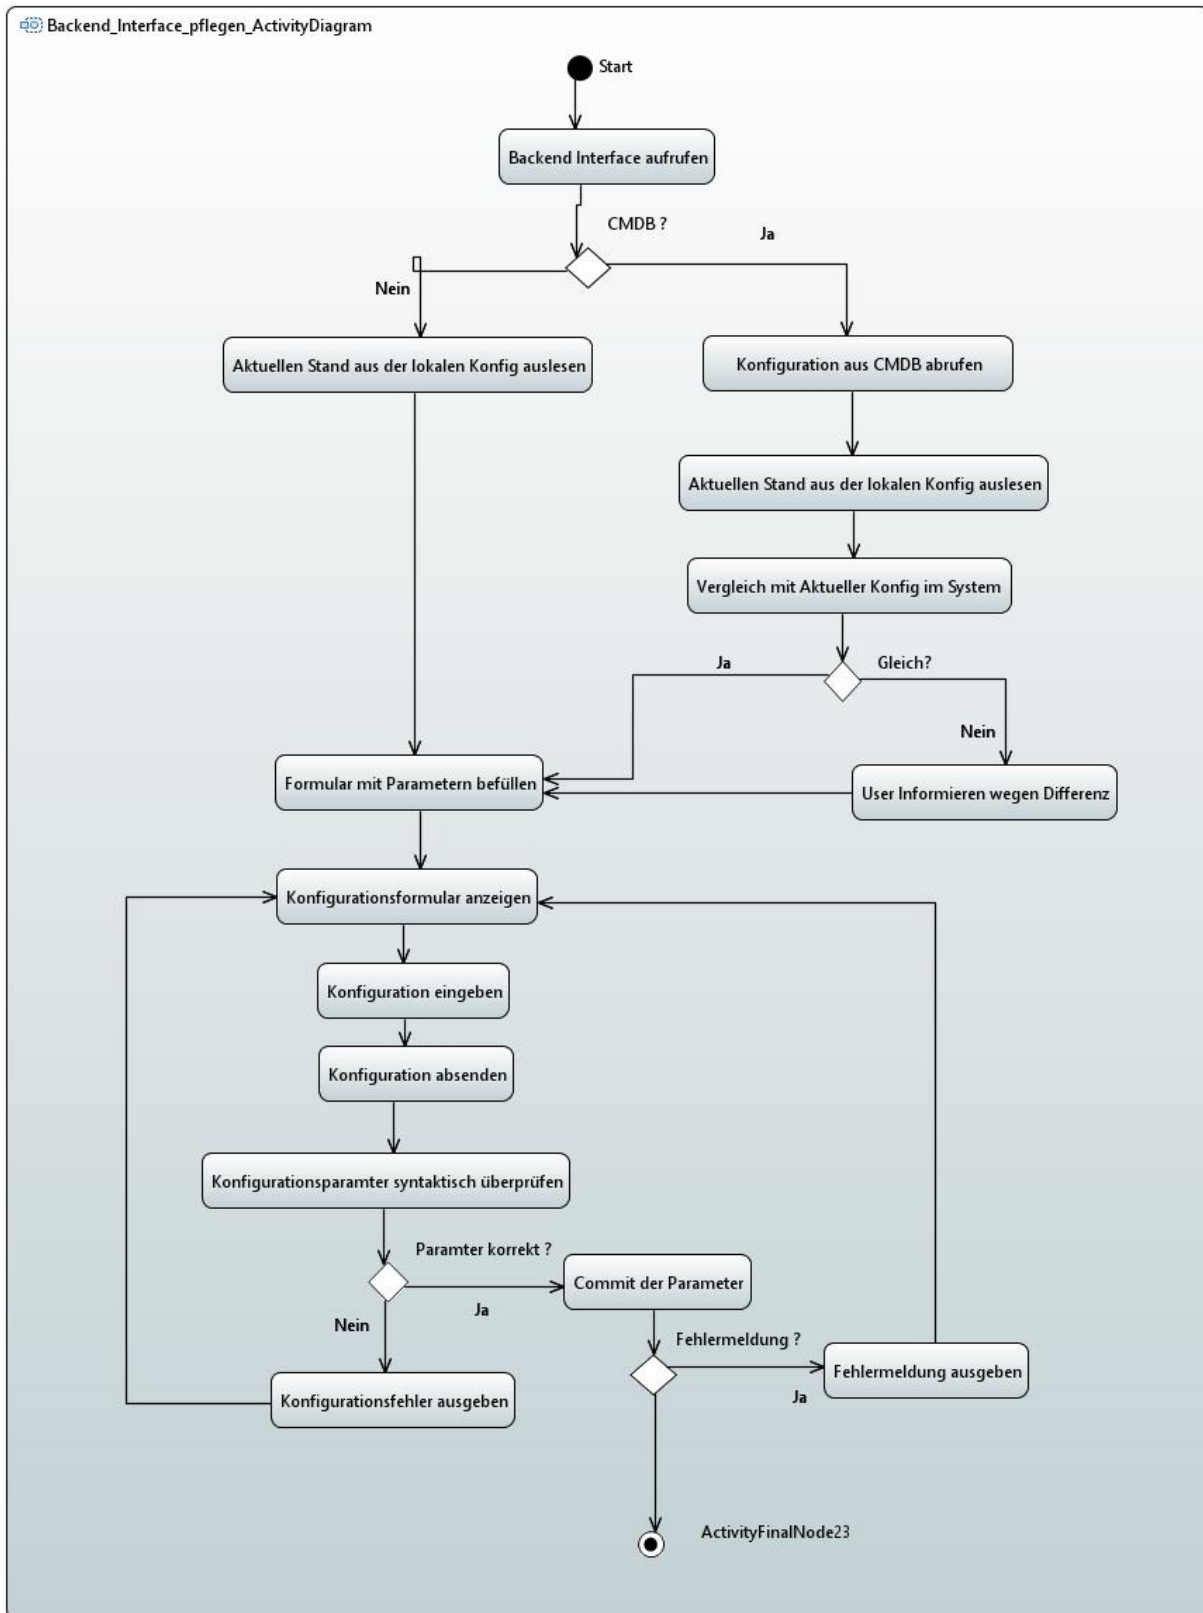 Backend_Interface_pflegen_ActivityDiagram
Start
Backend Interface aufrufen
CMDB ?
Ja
Nein
Aktuellen Stand aus der lokalen Konfig auslesen
Konfiguration aus CMDB abrufen
Aktuellen Stand aus der lokalen Konfig auslesen
Vergleich mit Aktueller Konfig im System
Ja
Gleich?
Nein
Formular mit Parametern befüllen
User Informieren wegen Differenz
Konfigurationsformular anzeigen
Konfiguration eingeben
Konfiguration absenden
Konfigurationsparamter syntaktisch überprüfen
Paramter korrekt ?
Commit der Parameter
Ja
Nein
Fehlermeldung ?
Fehlermeldung ausgeben
Ja
Konfigurationsfehler ausgeben
ActivityFinalNode23